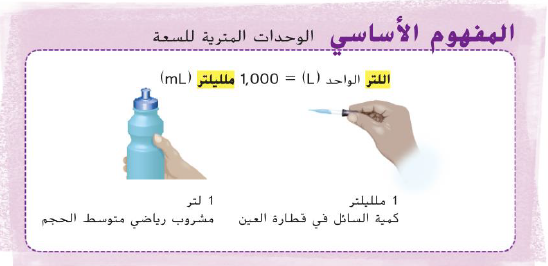 المفهوم الأساسي الوحدات المترية للسعة
اللتر الواحد (L) = 1,000 ملليلتر (mL)
1 ملليلتر
كمية السائل في قطارة العين
1 لتر
مشروب رياضي متوسط الحجم